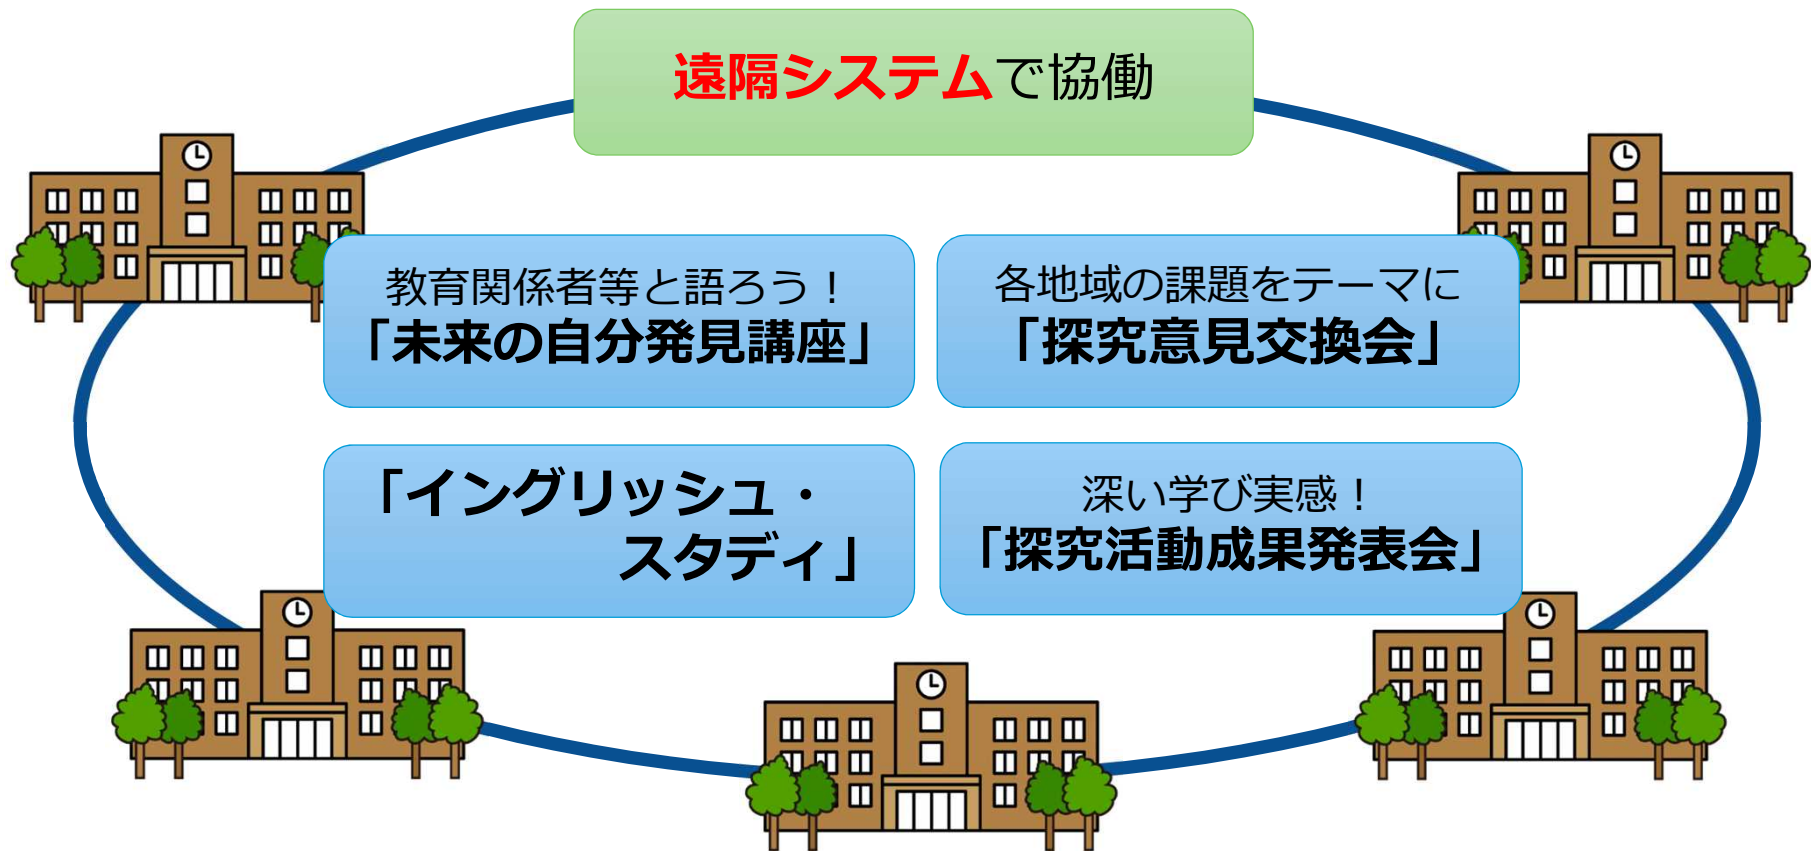 遠隔システムで協働
教育関係者等と語ろう！
「未来の自分発見講座」
各地域の課題をテーマに
「探究意見交換会」
「イングリッシュ・
スタディ」
深い学び実感！
「探究活動成果発表会」